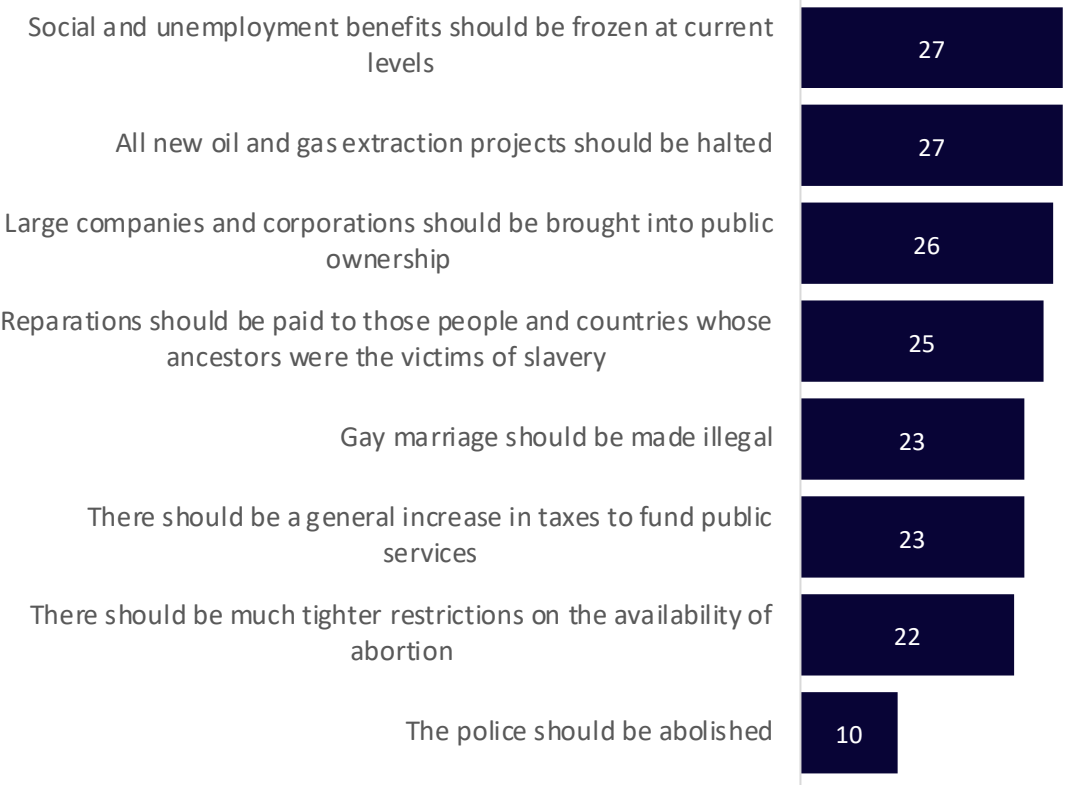 Social and unemployment benefits should be frozen at current
levels
27
All new oil and gas extraction projects should be halted
27
Large companies and corporations should be brought into public
ownership
26
Reparations should be paid to those people and countries whose
ancestors were the victims of slavery
25
Gay marriage should be made illegal
23
There should be a general increase in taxes to fund public
services
23
There should be much tighter restrictions on the availability of
abortion
22
The police should be abolished
10